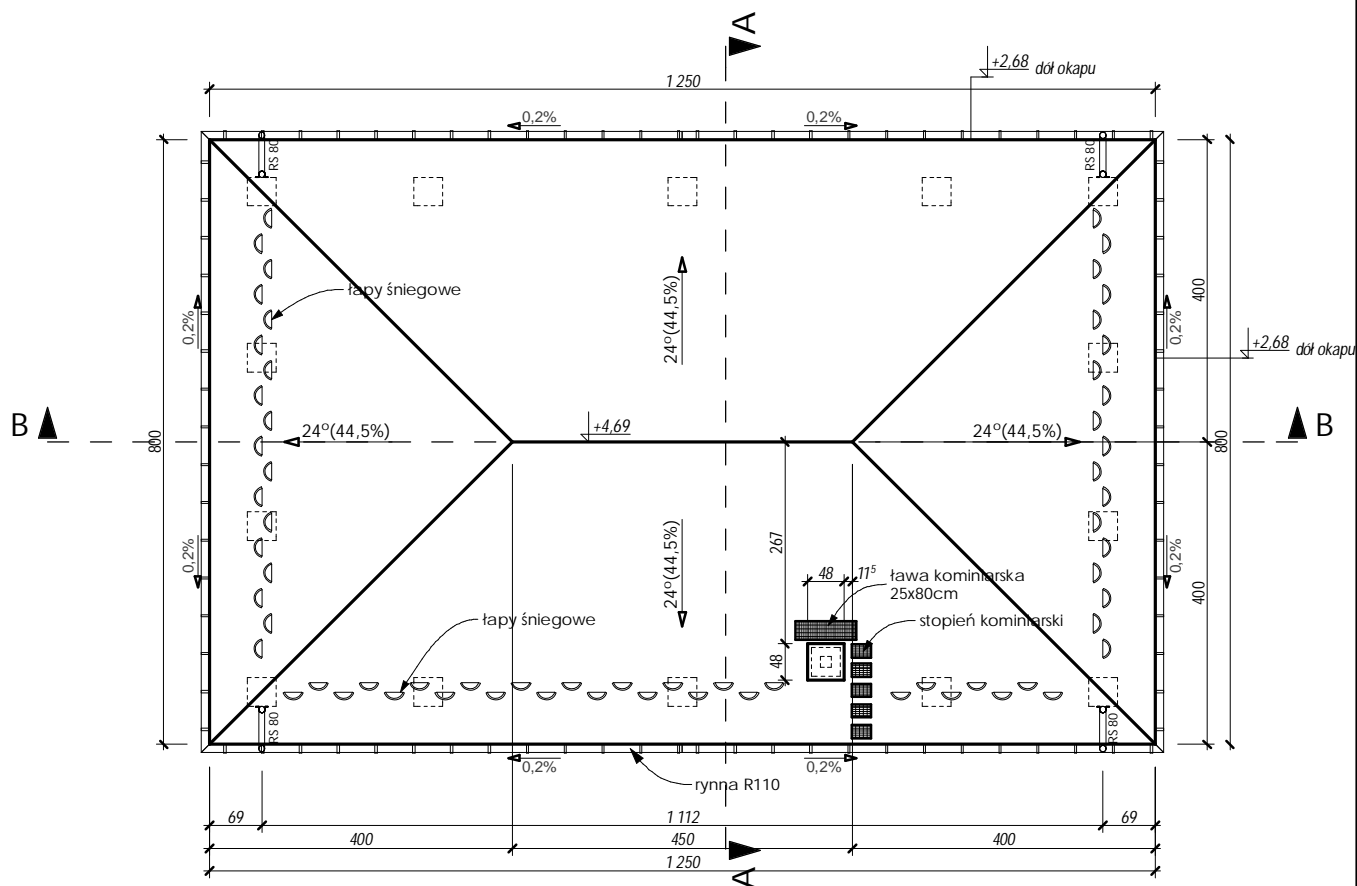 A
+2,68 dół okapu
1 250
0,2%
0,2%
RS 80
RS 80
łapy śniegowe
24°(44,5%)
400
0,2%
0,2%
+2,68 dół okapu
B
800
24°(44,5%)
+4,69
24°(44,5%)
800
B
267
24°(44,5%)
0,2%
0,2%
48
11⁵
ława kominiarska
25x80cm
400
łapy śniegowe
stopień kominiarski
48
RS 80
RS 80
0,2%
0,2%
rynna R110
69
1 112
69
400
450
400
1 250
A